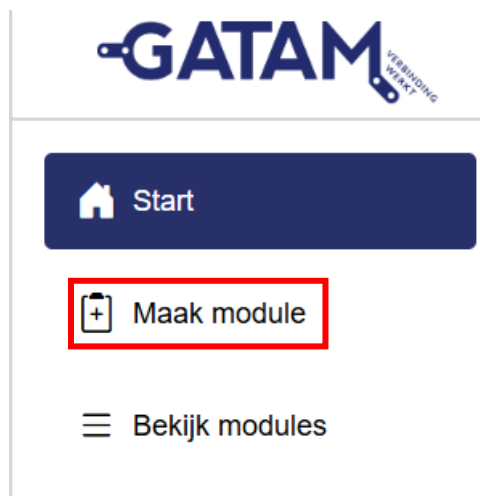 GATAM
VERBINDING
WERKT
Start
Maak module
Bekijk modules